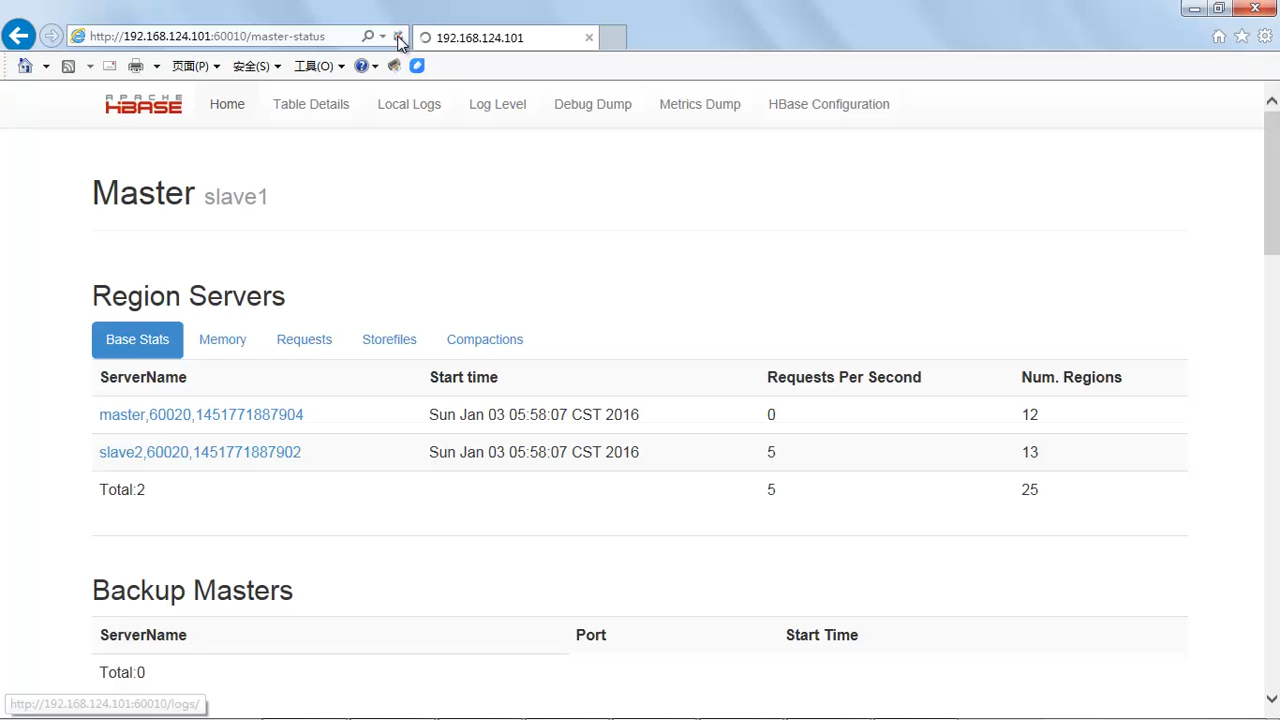 http://192.168.124.101:60010/master-status
192.168.124.101
页面(P)
安全(S)
工具(O)
APACHE
HBASE
Home
Table Details
Local Logs
Log Level
Debug Dump
Metrics Dump
HBase Configuration
Master slave1
Region Servers
Base Stats
Memory
Requests
Storefiles
Compactions
ServerName Start time Requests Per Second Num. Regions
master,60020,1451771887904 Sun Jan 03 05:58:07 CST 2016 0 12
slave2,60020,1451771887902 Sun Jan 03 05:58:07 CST 2016 5 13
Total:2 5 25
Backup Masters
ServerName Port Start Time
Total:0
http://192.168.124.101:60010/logs/